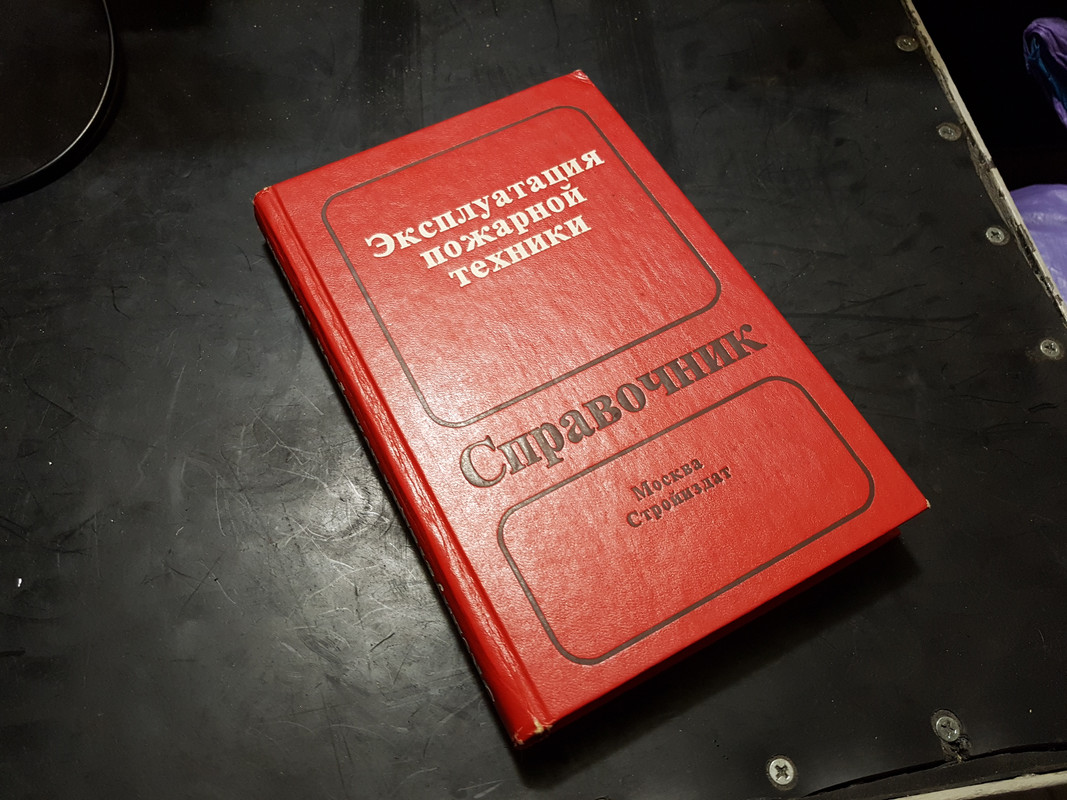 Эксплуатация
пожарной
техники
Справочник
Москва
Стройиздат